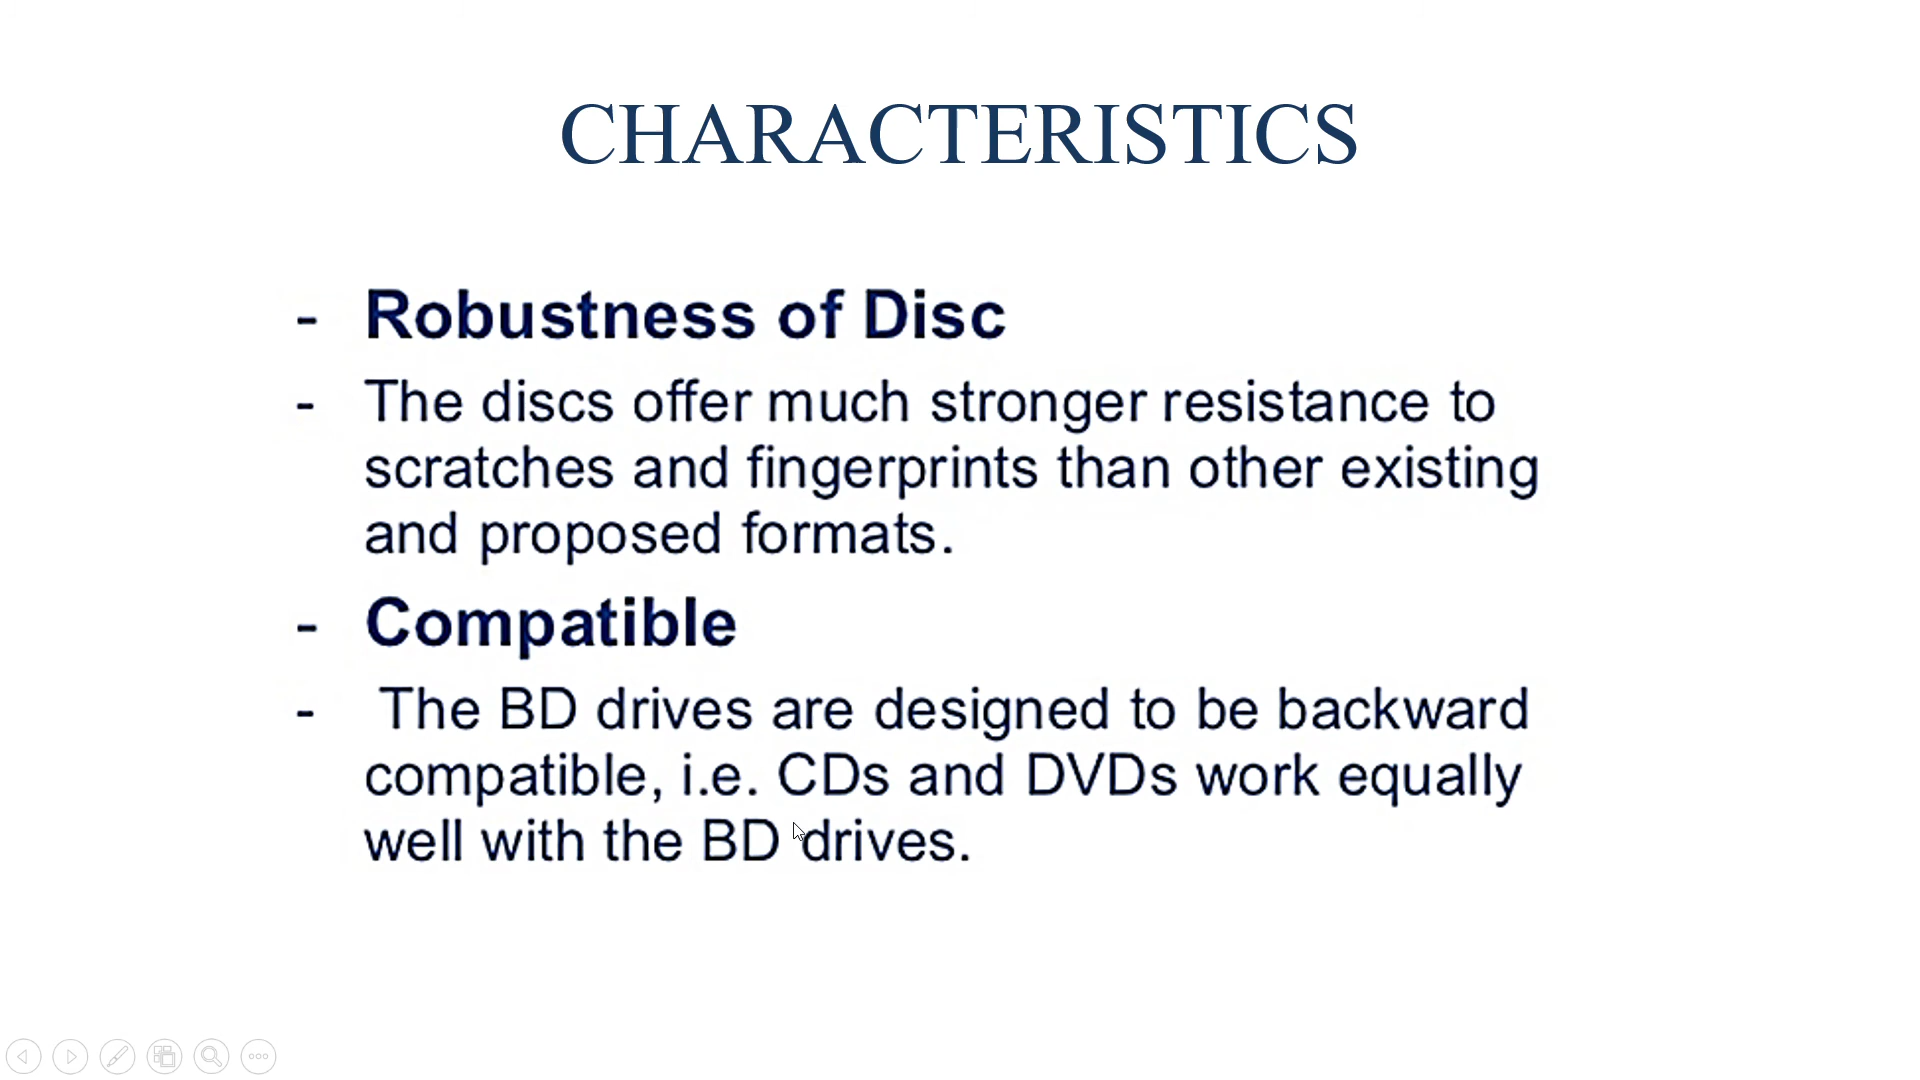 CHARACTERISTICS
- Robustness of Disc
- The discs offer much stronger resistance to
scratches and fingerprints than other existing
and proposed formats.
- Compatible
- The BD drives are designed to be backward
compatible, i.e. CDs and DVDs work equally
well with the BD drives.